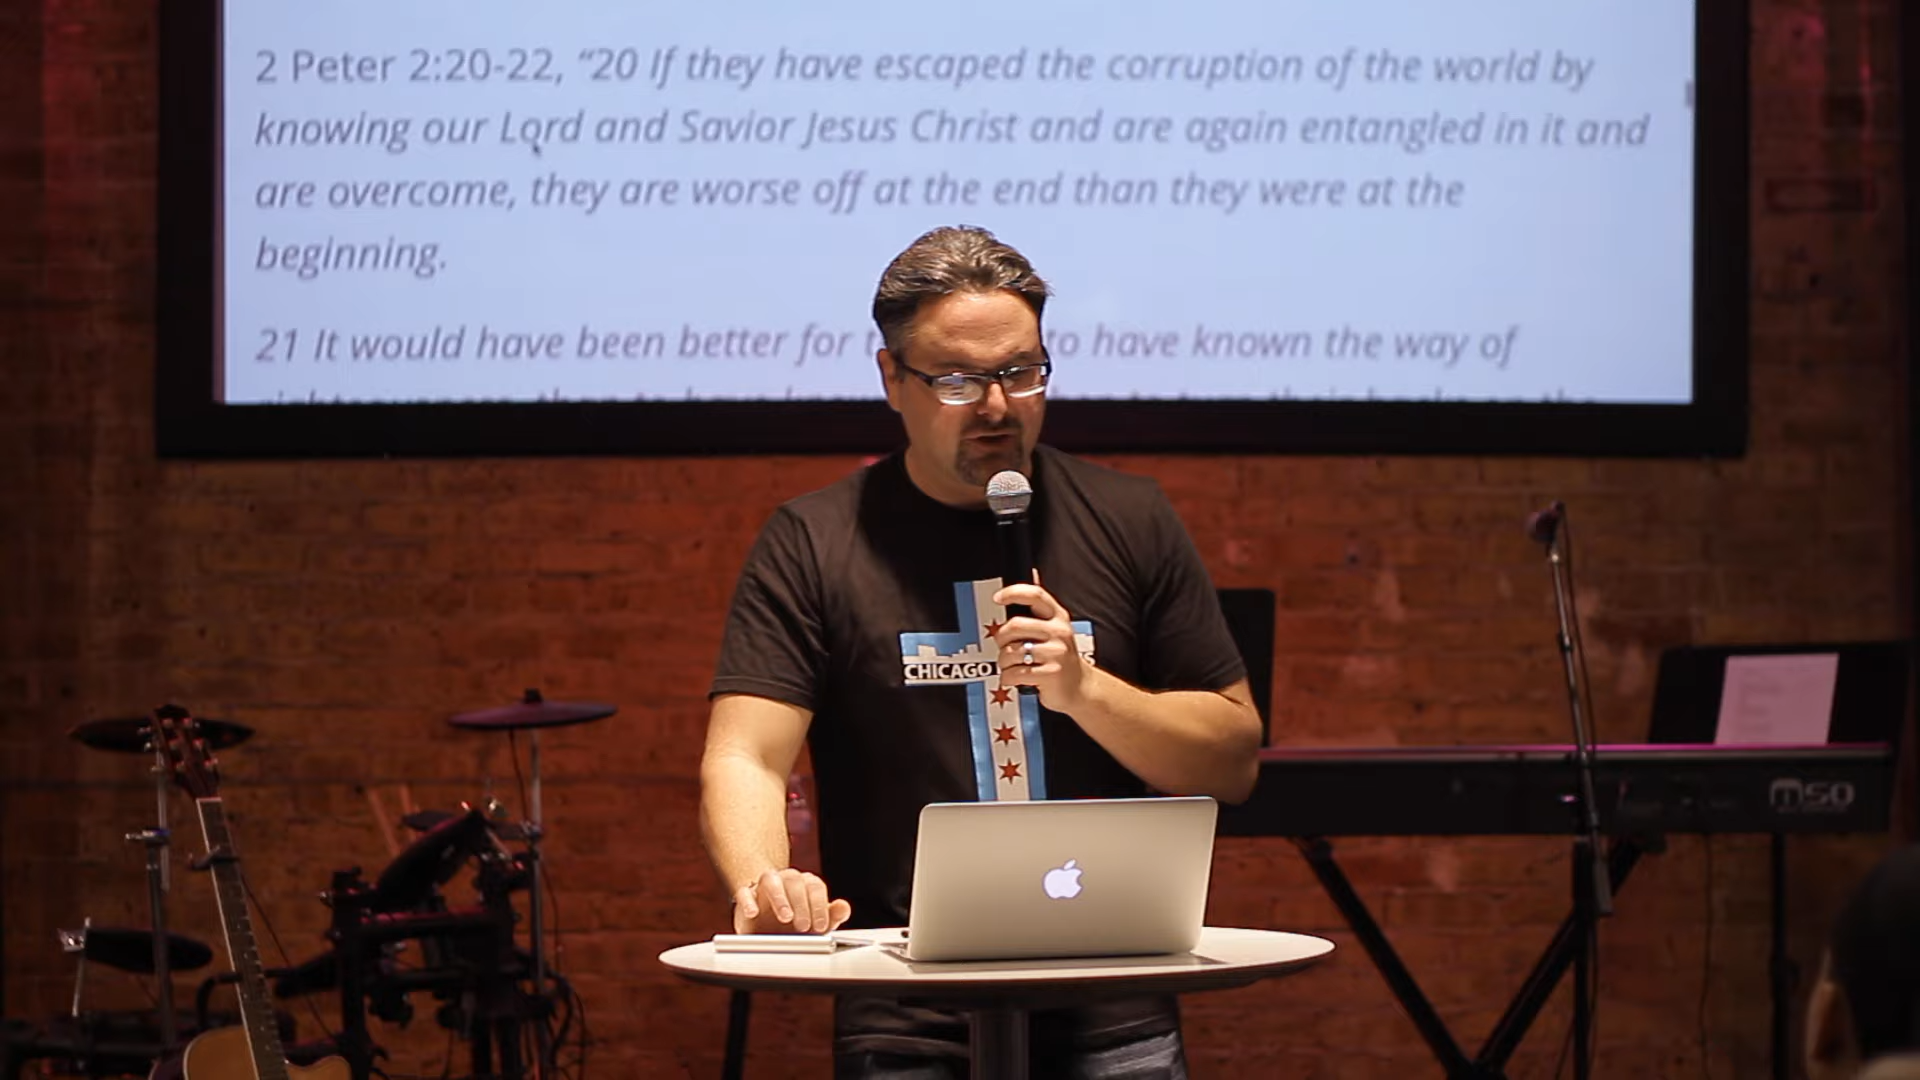 2 Peter 2:20-22, “20 If they have escaped the corruption of the world by
knowing our Lord and Savior Jesus Christ and are again entangled in it and
are overcome, they are worse off at the end than they were at the
beginning.
21 It would have been better for to have known the way of
CHICAGO
M50